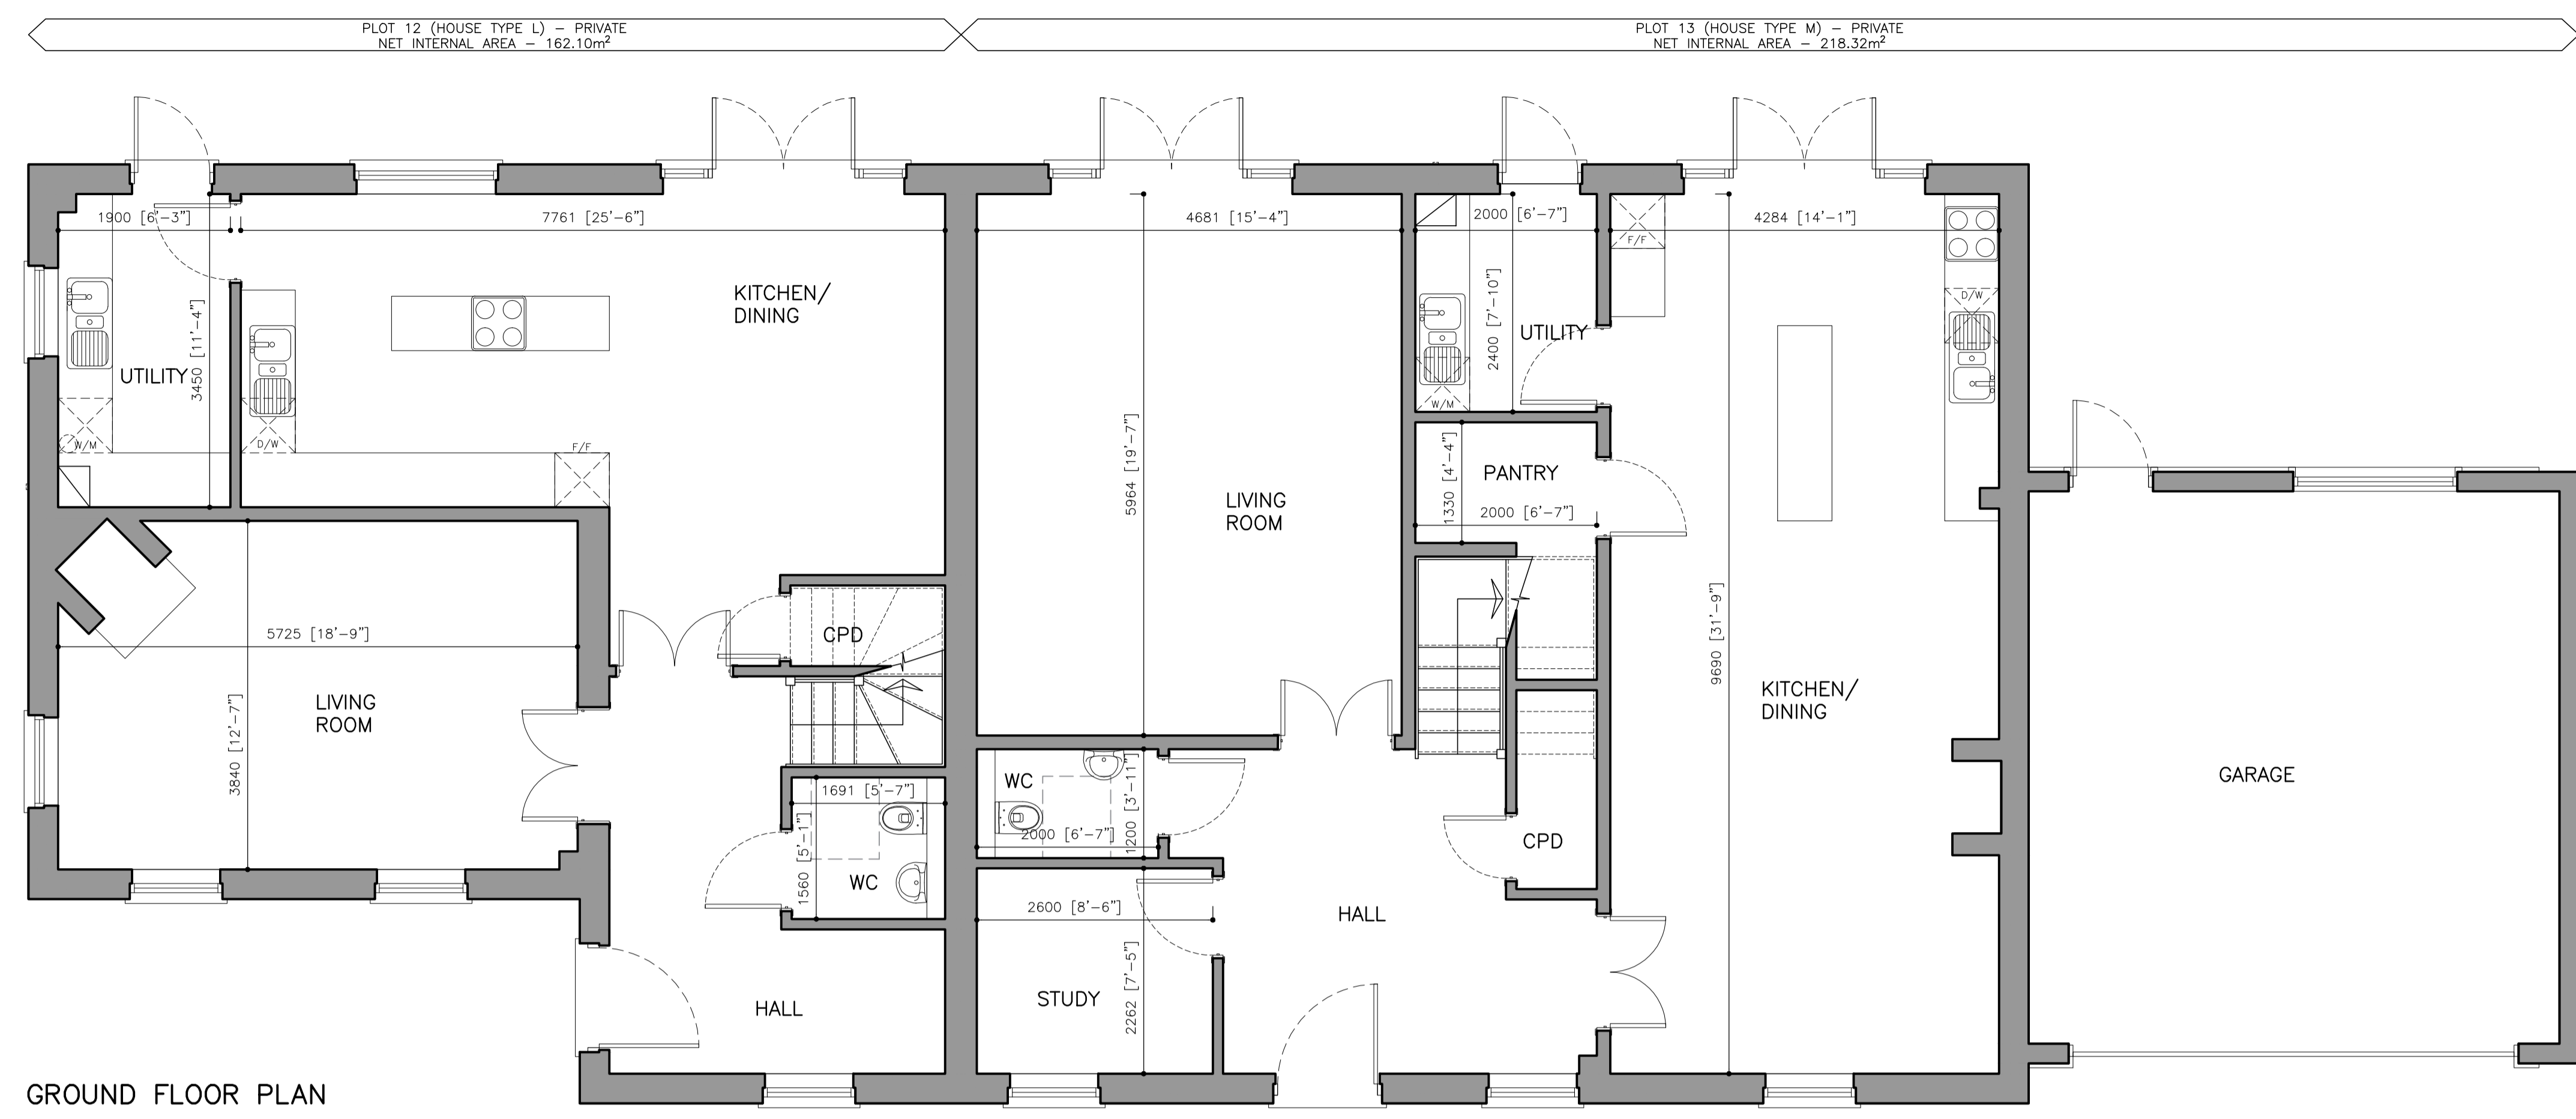 PLOT 12 (HOUSE TYPE L) – PRIVATE
NET INTERNAL AREA – 162.10m²
PLOT 13 (HOUSE TYPE M) – PRIVATE
NET INTERNAL AREA – 218.32m²
1900 [6'–3"]
7761 [25'–6"]
4681 [15'–4"]
2000 [6'–7"]
4284 [14'–1"]
F/F
KITCHEN/
DINING
2400 [7'–10"]
D/W
UTILITY
3450 [11'–4"]
UTILITY
W/M
W/M
D/W
F/F
5964 [19'–7"]
LIVING
ROOM
1330 [4'–4"]
PANTRY
2000 [6'–7"]
5725 [18'–9"]
CPD
9690 [31'–9"]
LIVING
ROOM
3840 [12'–7"]
KITCHEN/
DINING
GARAGE
1691 [5'–7"]
1560 [5'–1"]
WC
WC
2000 [6'–7"]
1200 [3'–11"]
CPD
2600 [8'–6"]
HALL
2262 [7'–5"]
STUDY
HALL
GROUND FLOOR PLAN